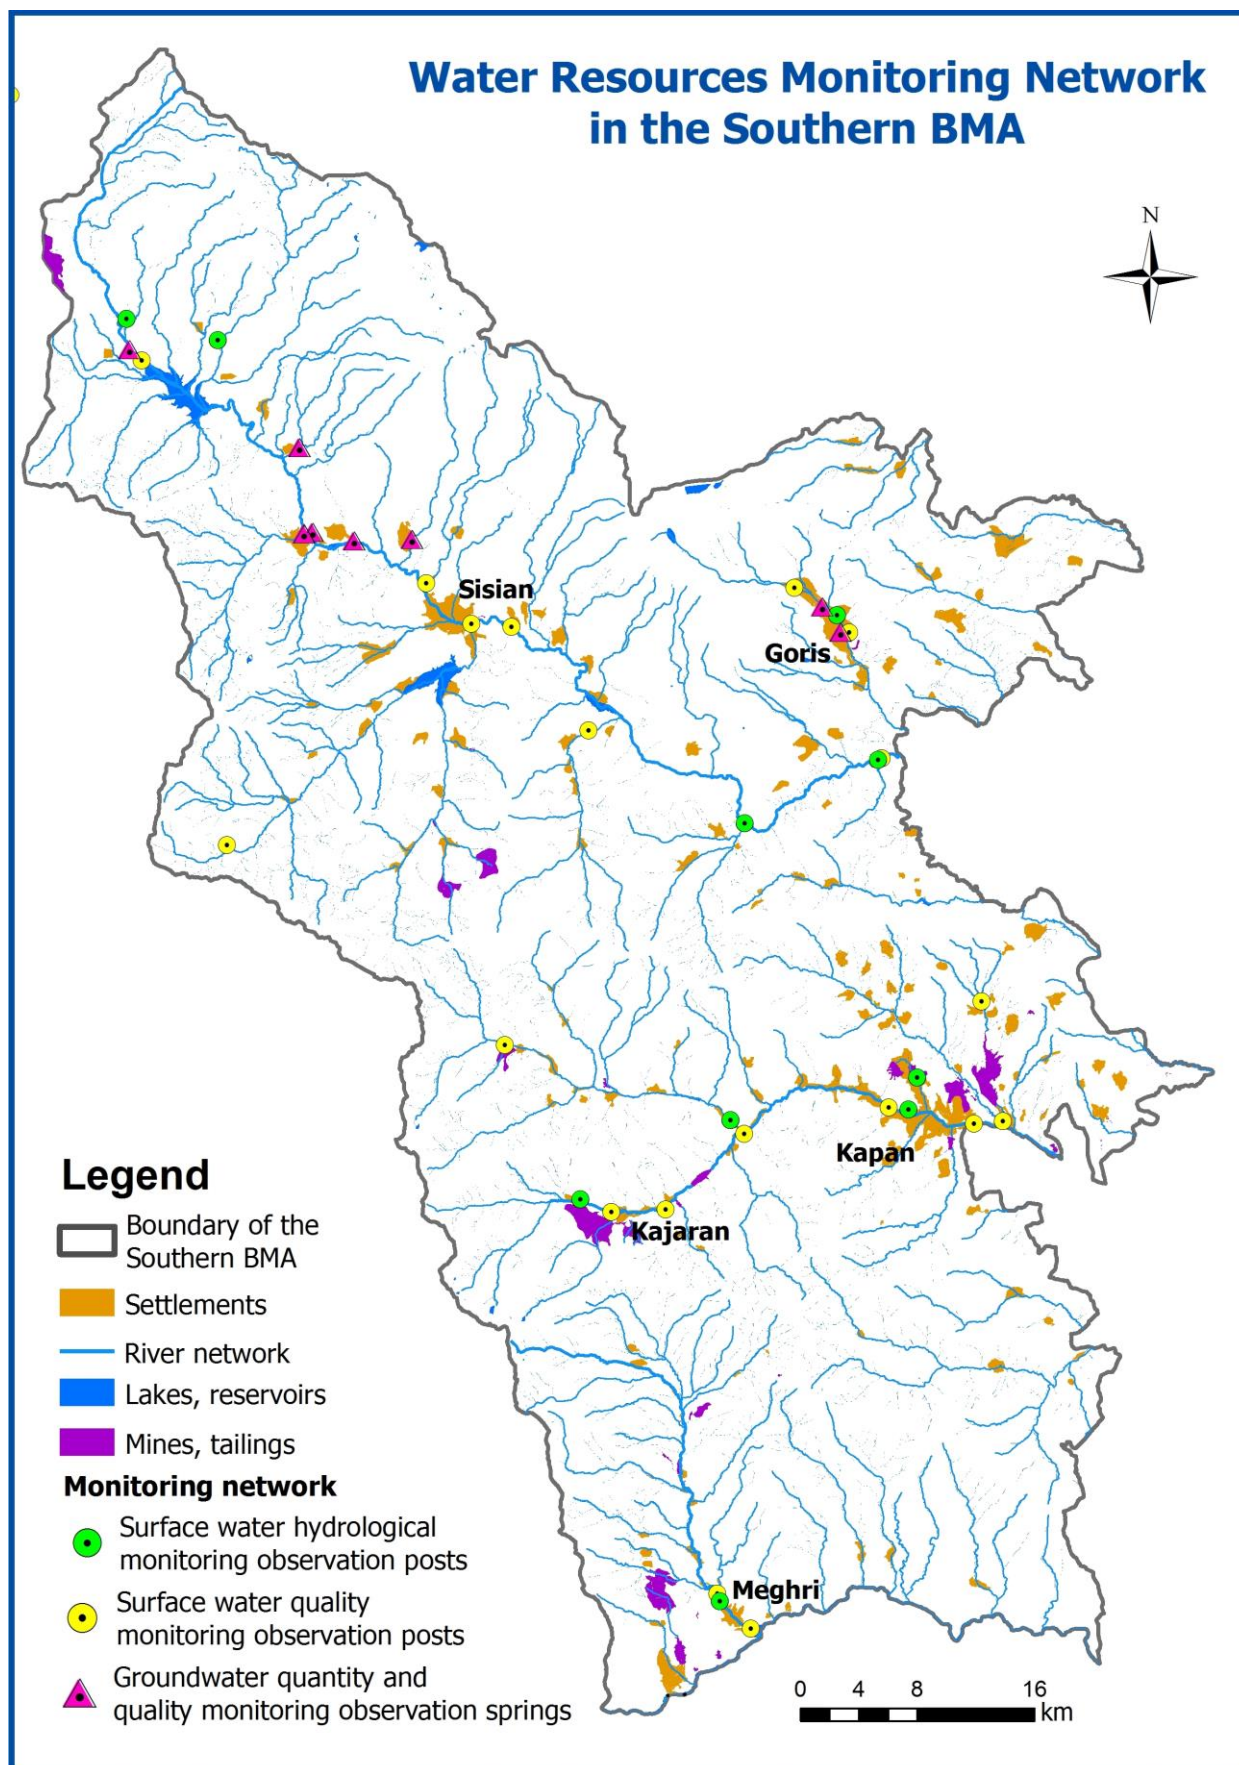 Water Resources Monitoring Network
in the Southern BMA
N
Sisian
Goris
Kapan
Kajaran
Meghri
Legend
Boundary of the
Southern BMA
Settlements
River network
Lakes, reservoirs
Mines, tailings
Monitoring network
Surface water hydrological
monitoring observation posts
Surface water quality
monitoring observation posts
Groundwater quantity and
quality monitoring observation springs
0 4 8 16
km